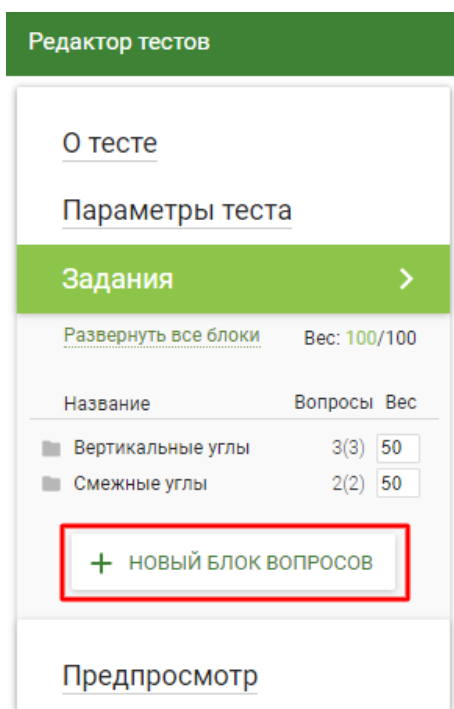 Редактор тестов
О тесте
Параметры теста
Задания
Развернуть все блоки Вес: 100/100
Название Вопросы Вес
Вертикальные углы 3(3) 50
Смежные углы 2(2) 50
+ НОВЫЙ БЛОК ВОПРОСОВ
Предпросмотр